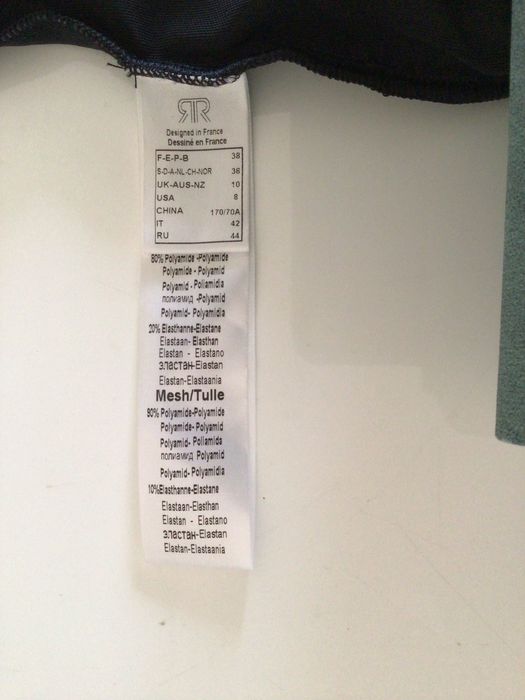 RR
Designed in France
Dessiné en France
F-E-P-B 38
S-D-A-NL-CH-NOR 36
UK-AUS-NZ 10
USA 8
CHINA 170/70A
IT 42
RU 44
80% Polyamide -Polyamide
Polyamide - Polyamid
Polyamid - Poliamidia
полиамид -Polyamid
Polyamid- Polyamidia
20% Elasthanne-Elastane
Elastaan- Elasthan
Elastan - Elastano
эластан-Elastan
Elastan-Elastaania
Mesh/Tulle
90% Polyamide-Polyamide
Polyamide- Polyamid
Polyamid- Poliamida
полиамид Polyamid
Polyamid- Polyamidia
10%Elasthanne-Elastane
Elastaan-Elasthan
Elastan - Elastano
эластан-Elastan
Elastan-Elastaania